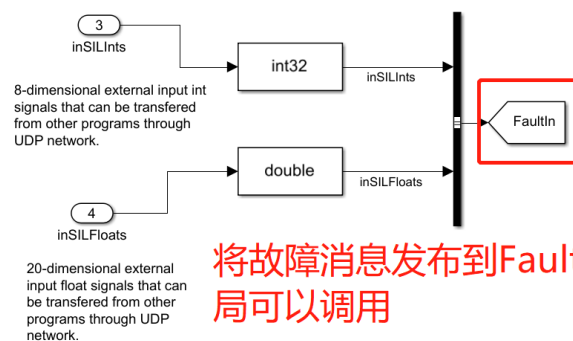 3
inSILInts
int32
inSILInts
8-dimensional external input int
signals that can be transfered
from other programs through
UDP network.
FaultIn
double
inSILFloats
4
inSILFloats
20-dimensional external
input float signals that can
be transfered from other
programs through UDP
network.
将故障消息发布到Fault
局可以调用